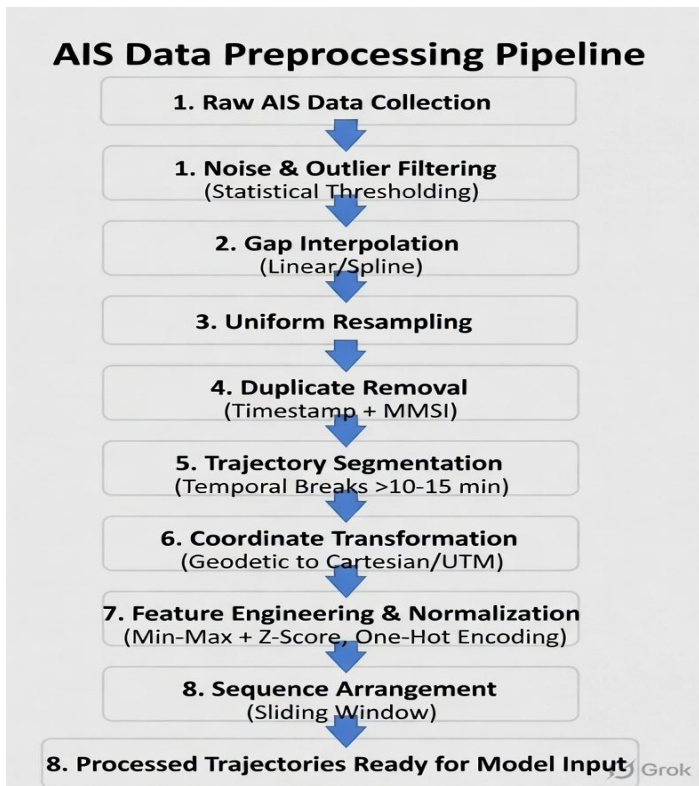 AIS Data Preprocessing Pipeline
1. Raw AIS Data Collection
1. Noise & Outlier Filtering
(Statistical Thresholding)
2. Gap Interpolation
(Linear/Spline)
3. Uniform Resampling
4. Duplicate Removal
(Timestamp + MMSI)
5. Trajectory Segmentation
(Temporal Breaks >10-15 min)
6. Coordinate Transformation
(Geodetic to Cartesian/UTM)
7. Feature Engineering & Normalization
(Min-Max + Z-Score, One-Hot Encoding)
8. Sequence Arrangement
(Sliding Window)
8. Processed Trajectories Ready for Model Input
Grok